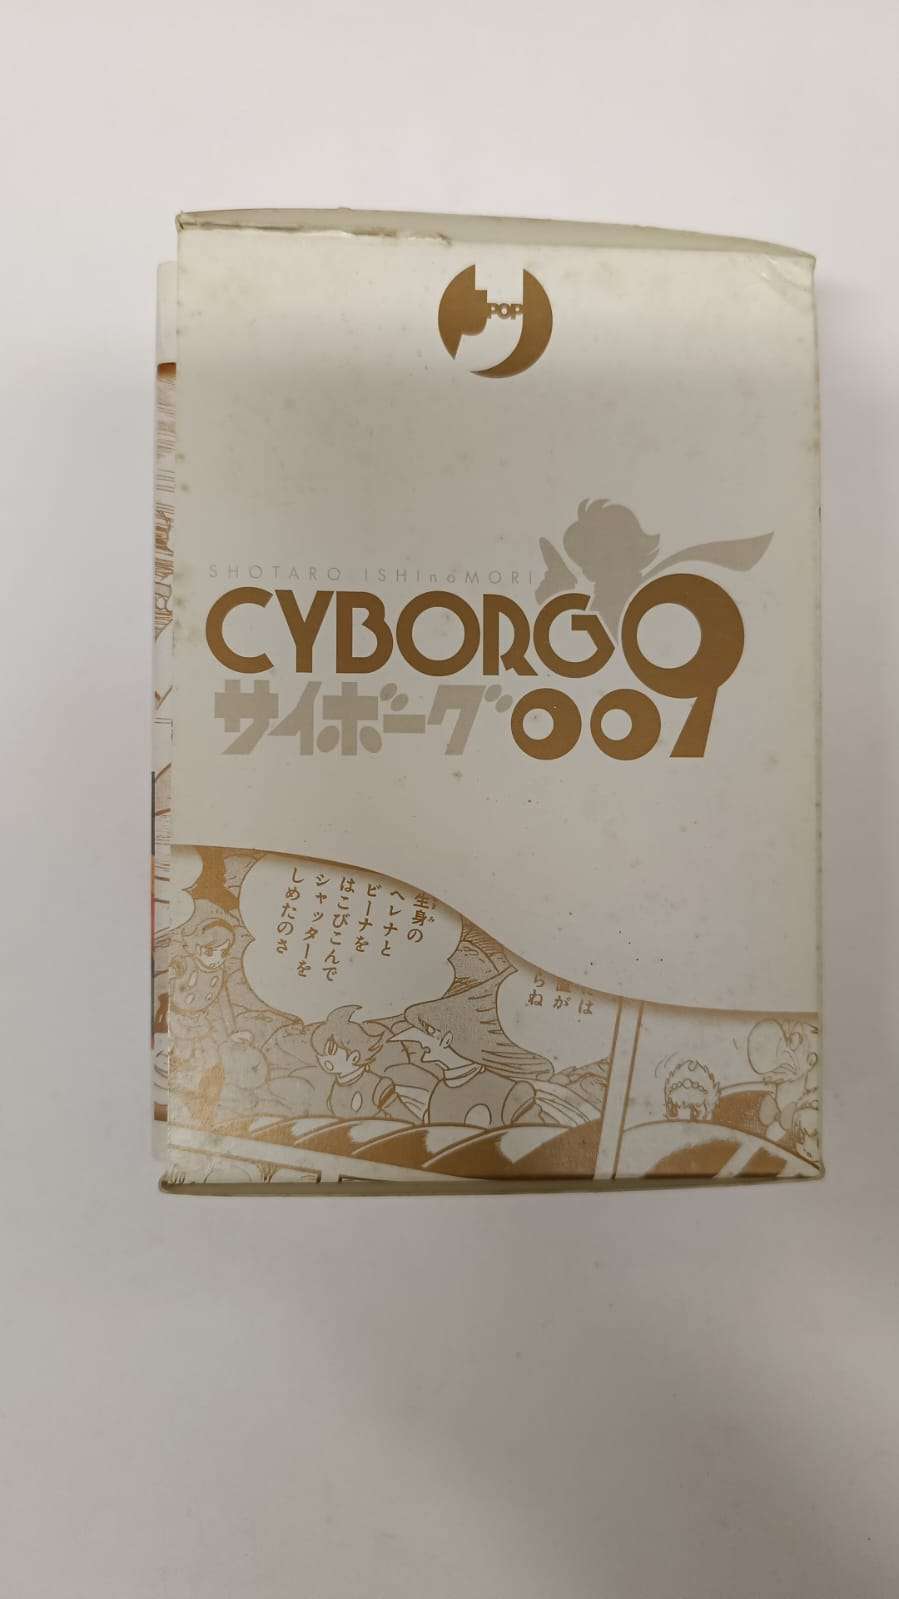 POP
SHOTARO ISHInoMORI
CYBORG
サイボーグ009
生身の
ヘレナと
ビーナを
はこびこんで
シャッターを
しめたのさ
は
が
らね